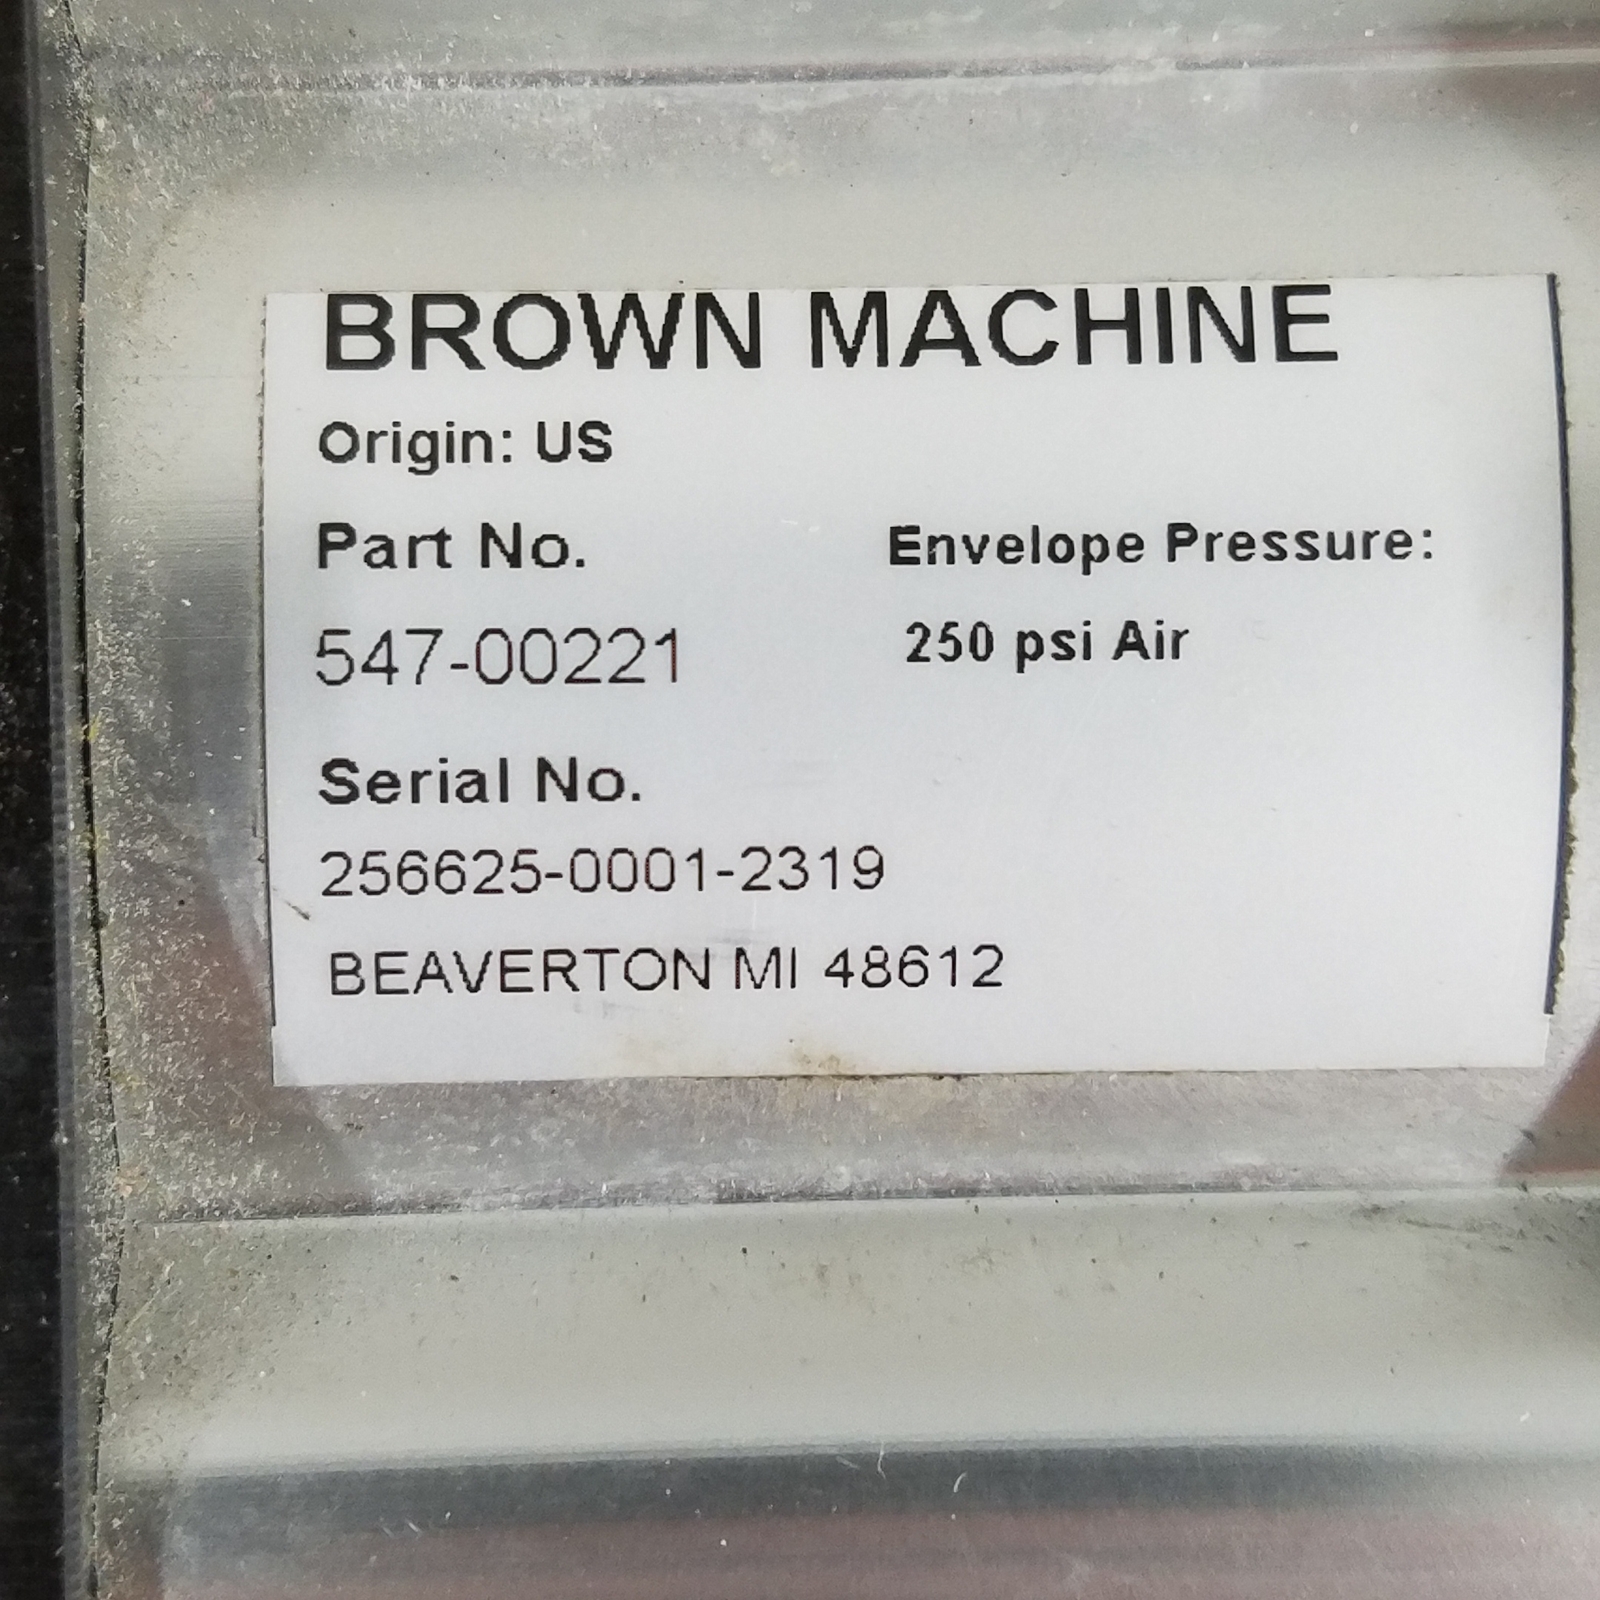 BROWN MACHINE
Origin: US
Part No.
Envelope Pressure:
547-00221
250 psi Air
Serial No.
256625-0001-2319
BEAVERTON MI 48612